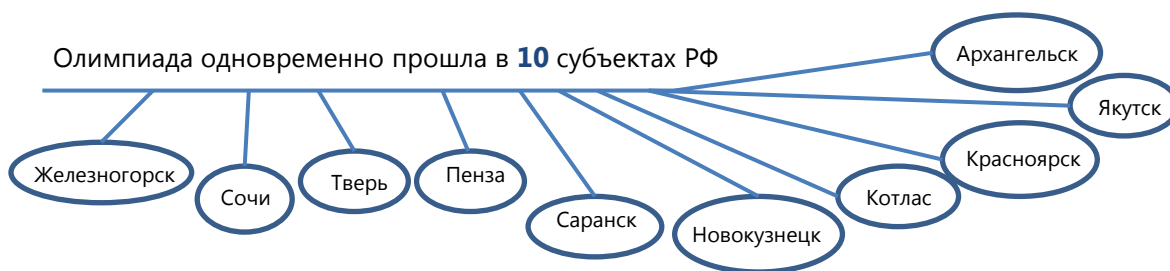 Олимпиада одновременно прошла в 10 субъектах РФ
Архангельск
Якутск
Красноярск
Железногорск
Сочи
Тверь
Пенза
Саранск
Новокузнецк
Котлас